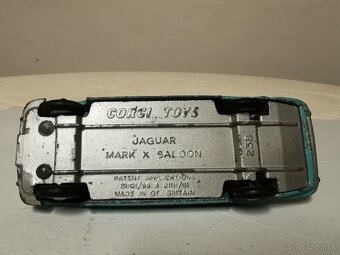 CORGI TOYS
JAGUAR
MARK X SALOON
238
PATENT APPLICATIONS
MADE IN GT. BRITAIN